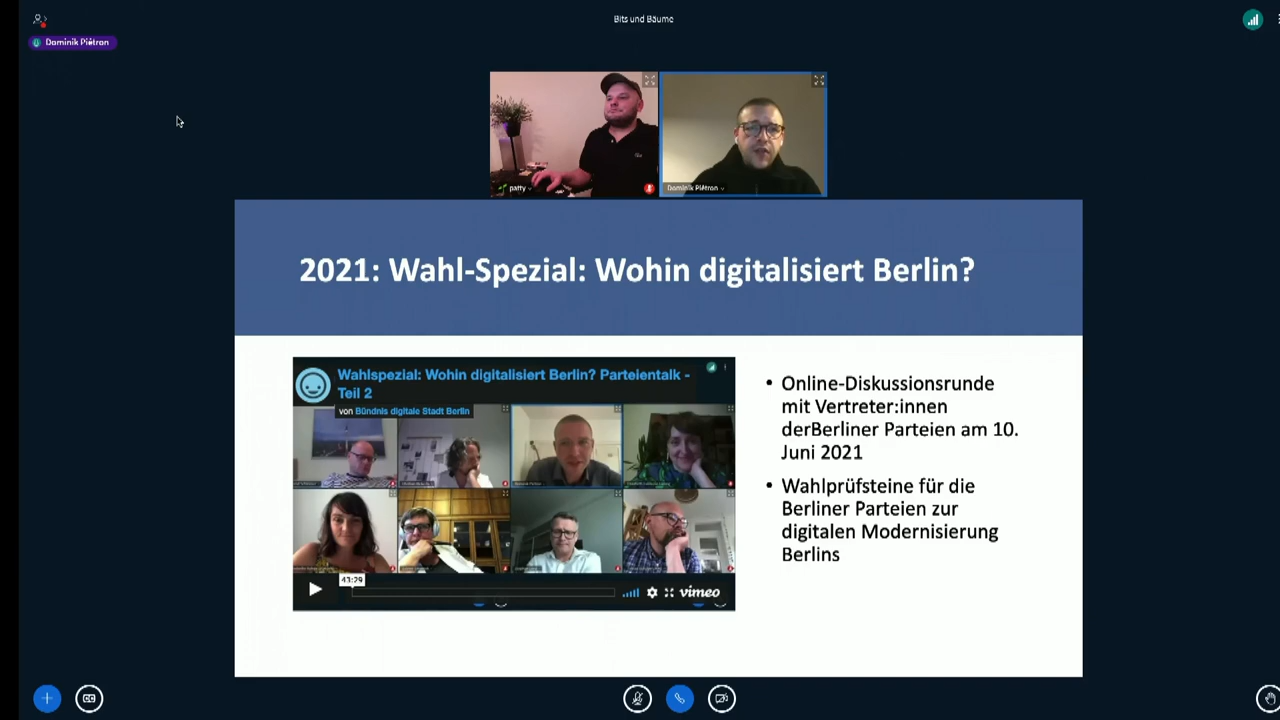 Bits und Bäume
Dominik Piétron
patty
Dominik Piétron
2021: Wahl-Spezial: Wohin digitalisiert Berlin?
Wahlspezial: Wohin digitalisiert Berlin? Parteientalk -
Teil 2
von Bündnis digitale Stadt Berlin
43:29
vimeo
• Online-Diskussionsrunde
mit Vertreter:innen
derBerliner Parteien am 10.
Juni 2021
• Wahlprüfsteine für die
Berliner Parteien zur
digitalen Modernisierung
Berlins
CC